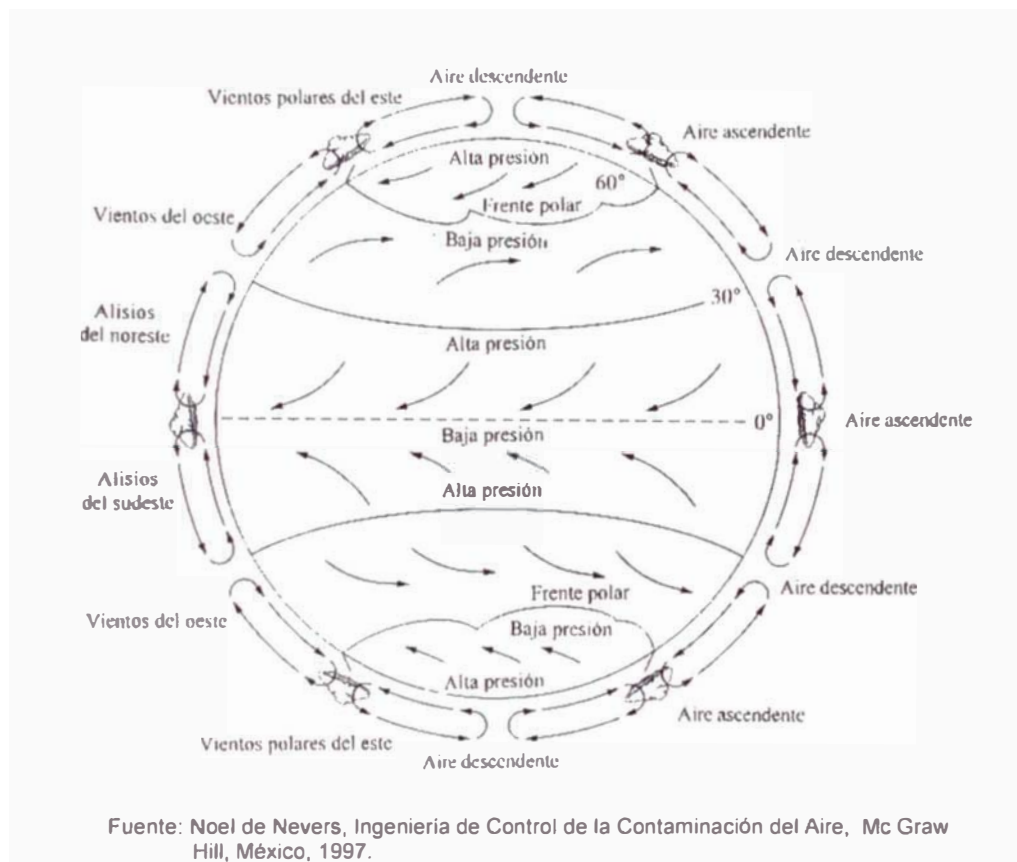 Aire descendente
Vientos polares del este
Aire ascendente
Alta presión
60°
Frente polar
Vientos del oeste
Baja presión
Aire descendente
30°
Alisios
del noreste
Alta presión
0°
Aire ascendente
Baja presión
Alisios
del sudeste
Alta presión
Aire descendente
Frente polar
Vientos del oeste
Baja presión
Alta presión
Aire ascendente
Vientos polares del este
Aire descendente
Fuente: Noel de Nevers, Ingeniería de Control de la Contaminación del Aire, Mc Graw
Hill, México, 1997.